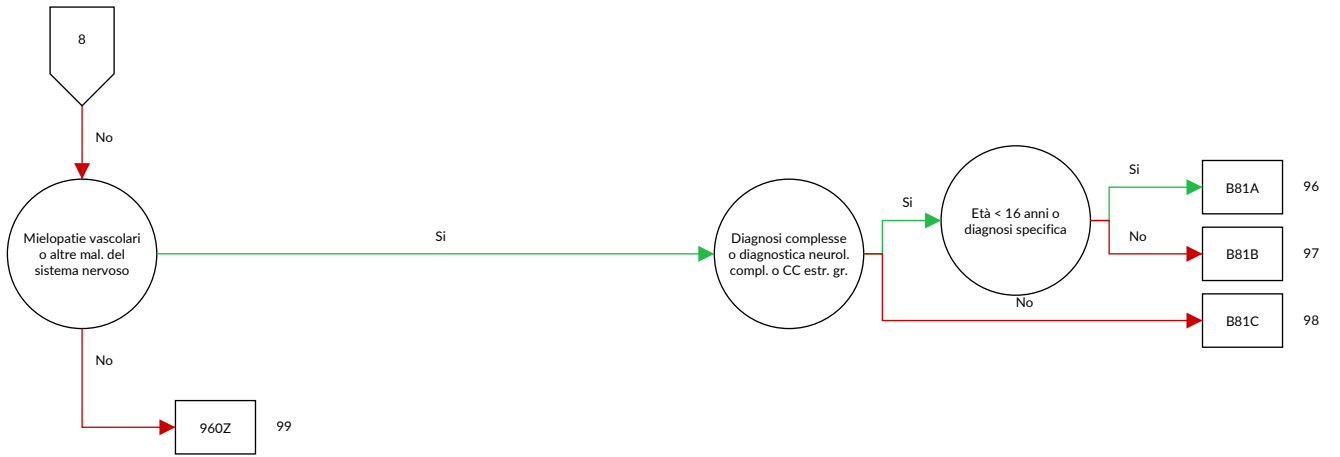 8
No
Mielopatie vascolari
o altre mal. del
sistema nervoso
Si
Diagnosi complesse
o diagnostica neurol.
compl. o CC estr. gr.
Si
Età < 16 anni o
diagnosi specifica
Si
B81A
96
No
B81B
97
No
B81C
98
No
960Z
99